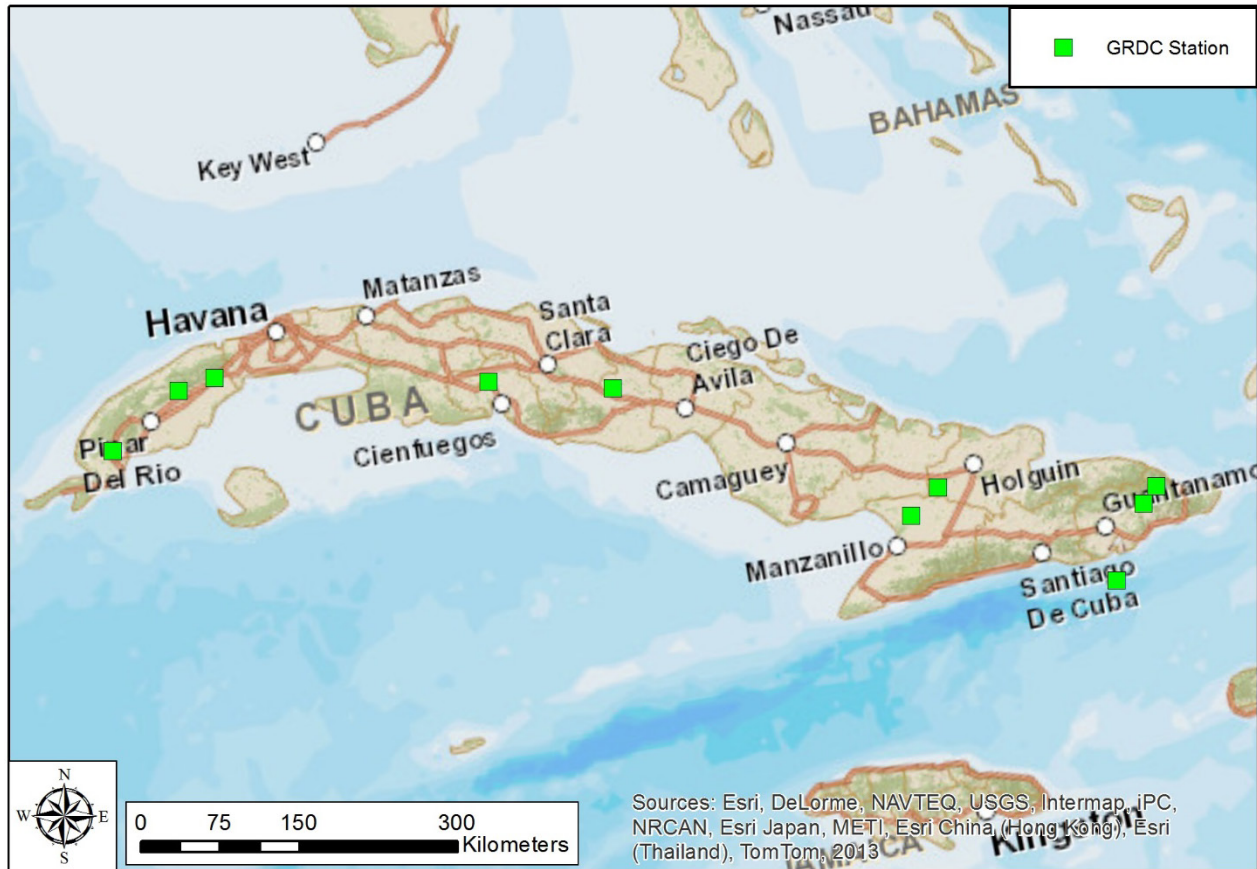 Nassau
GRDC Station
BAHAMAS
Key West
Matanzas
Havana
Santa
Clara
Ciego De
Avila
CUBA
Pinar
Del Rio
Cienfuegos
Camaguey
Holguin
Guantanamo
Manzanillo
Santiago
De Cuba
N
W E
S
0 75 150 300
Kilometers
Sources: Esri, DeLorme, NAVTEQ, USGS, Intermap, iPC,
NRCAN, Esri Japan, METI, Esri China (Hong Kong), Esri
(Thailand), TomTom, 2013
Kingston
JAMAICA